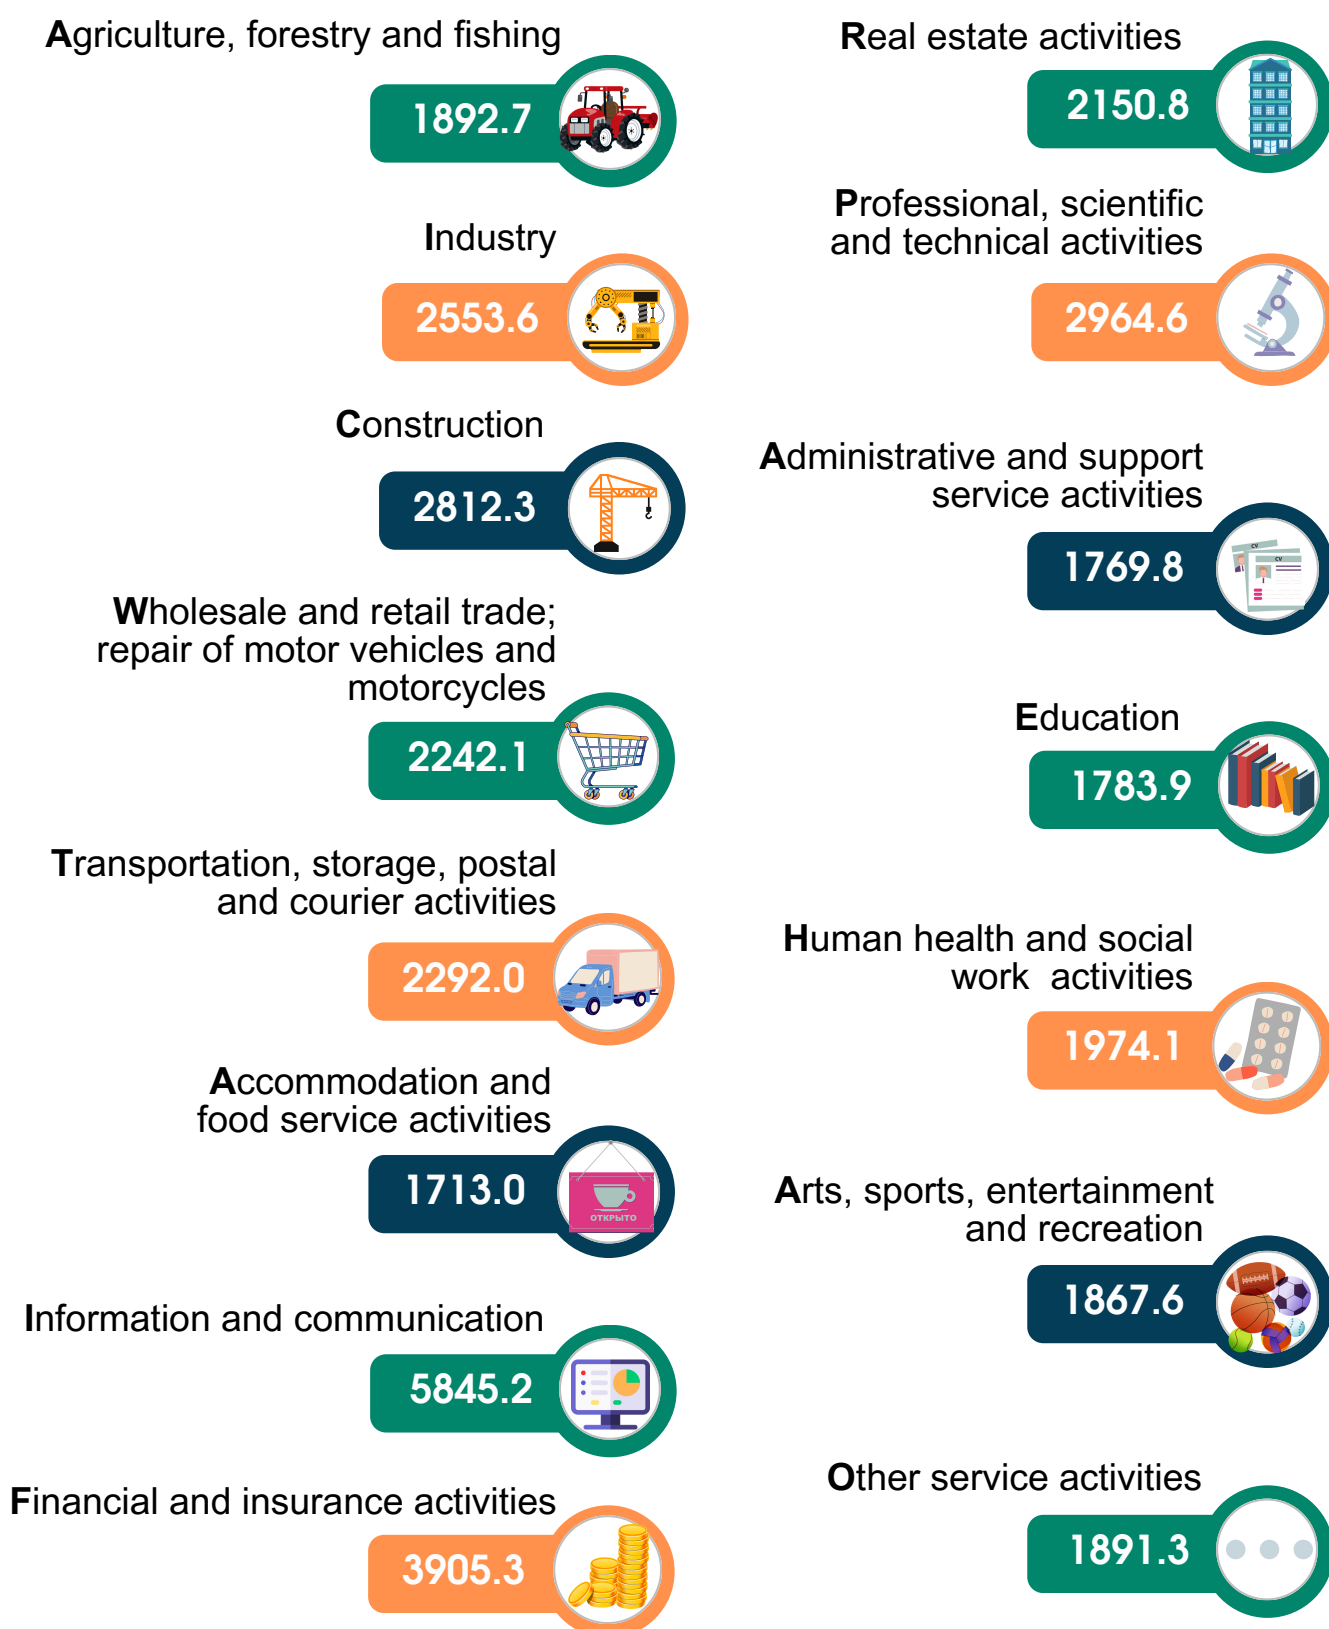 Agriculture, forestry and fishing
1892.7
Industry
2553.6
Construction
2812.3
Wholesale and retail trade;
repair of motor vehicles and
motorcycles
2242.1
Transportation, storage, postal
and courier activities
2292.0
Accommodation and
food service activities
1713.0
ОТКРЫТО
Information and communication
5845.2
Financial and insurance activities
3905.3
Real estate activities
2150.8
Professional, scientific
and technical activities
2964.6
Administrative and support
service activities
1769.8
CV
CV
Education
1783.9
Human health and social
work activities
1974.1
Arts, sports, entertainment
and recreation
1867.6
Other service activities
1891.3